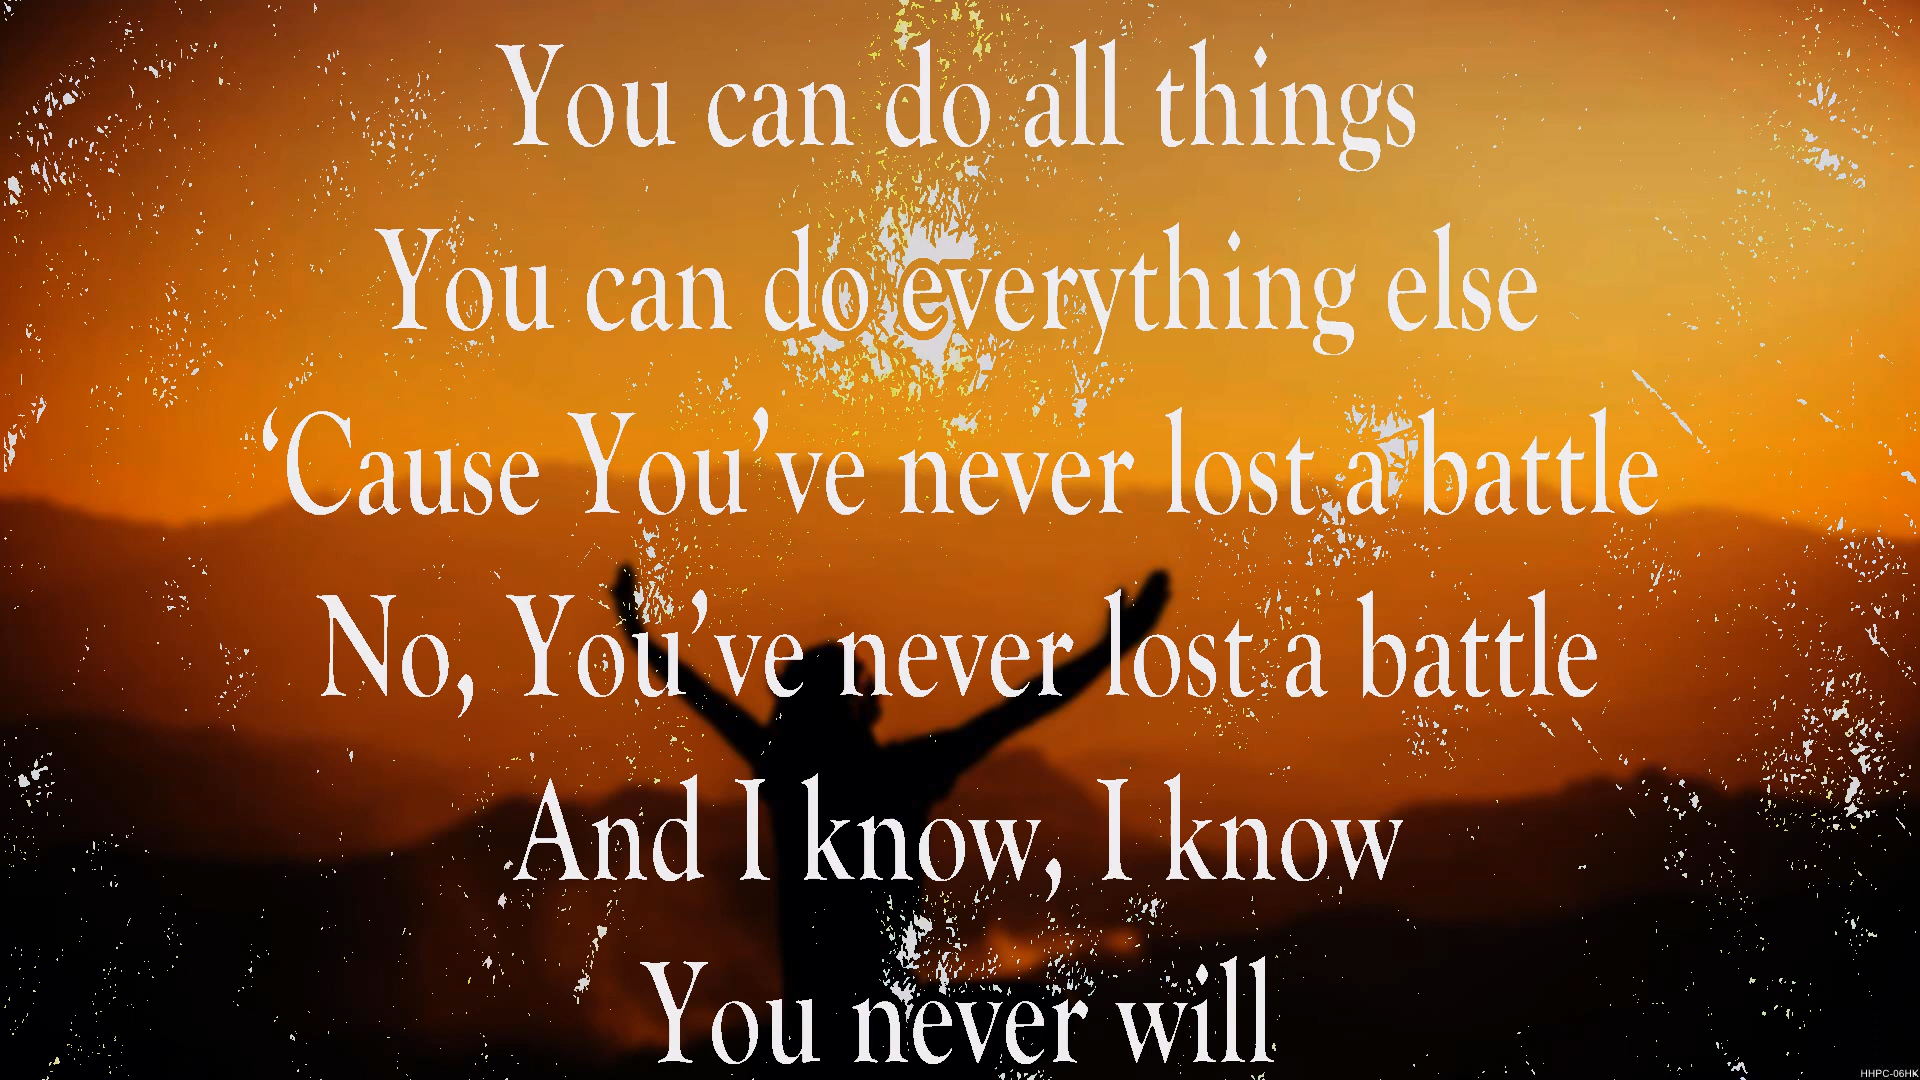 You can do all things
You can do everything else
‘Cause You’ve never lost a battle
No, You’ve never lost a battle
And I know, I know
You never will
HHPC-06HK